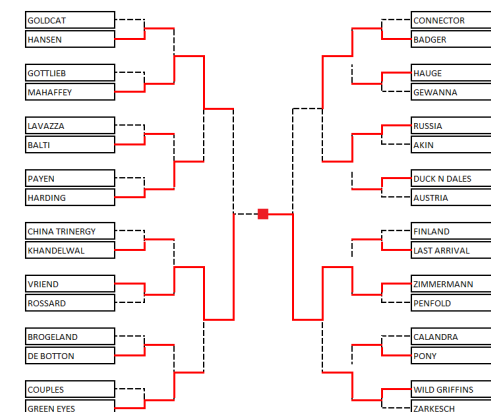 GOLDCAT
HANSEN
GOTTLIEB
MAHAFFEY
LAVAZZA
BALTI
PAYEN
HARDING
CHINA TRINERGY
KHANDELWAL
VRIEND
ROSSARD
BROGELAND
DE BOTTON
COUPLES
GREEN EYES
CONNECTOR
BADGER
HAUGE
GEWANNA
RUSSIA
AKIN
DUCK N DALES
AUSTRIA
FINLAND
LAST ARRIVAL
ZIMMERMANN
PENFOLD
CALANDRA
PONY
WILD GRIFFINS
ZARKESCH